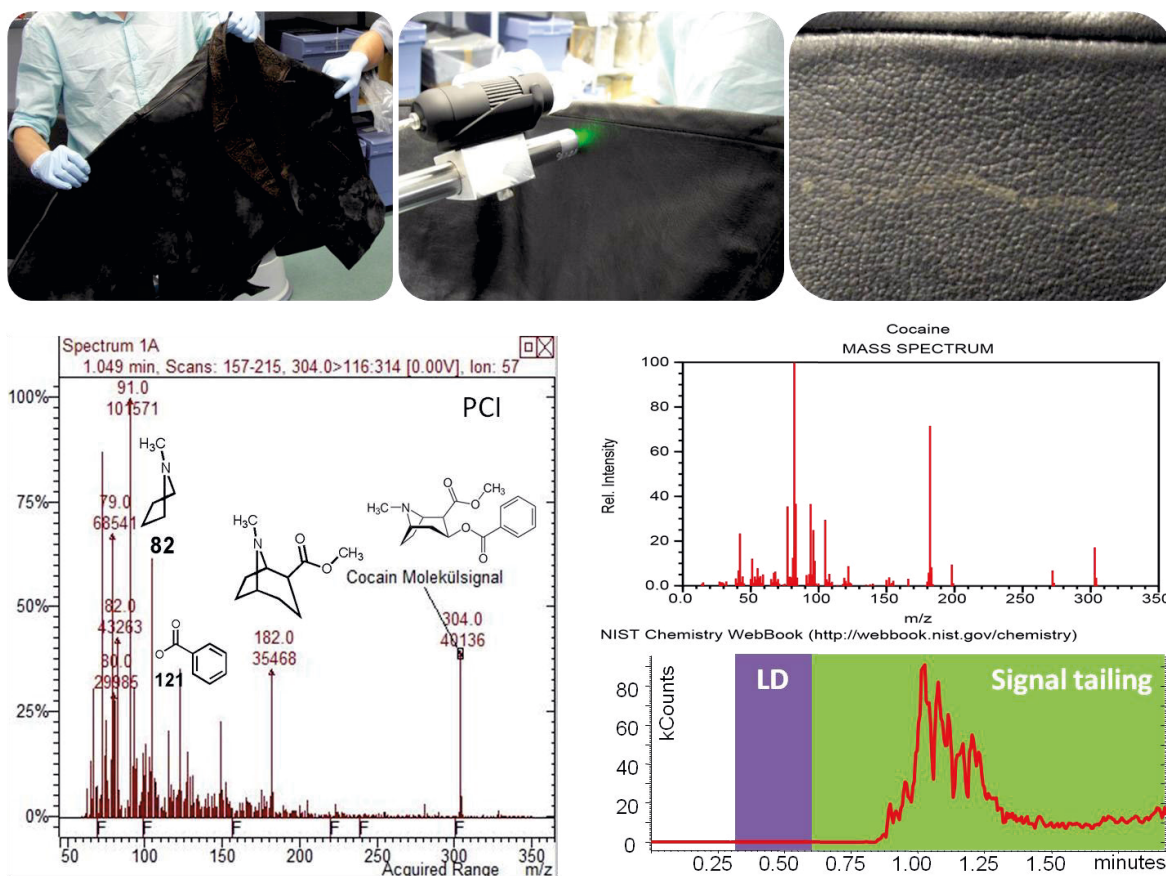 Spectrum 1A
1.049 min, Scans: 157-215, 304.0>116:314 [0.00V], Ion: 57
91.0
101571
PCI
100%
75%
50%
25%
0%
H₃C
N
79.0
68541
82
82.0
43263
80.0
29985
O
O
121
H₃C
N
O
O
CH₃
182.0
35468
H₃C
N
O
O
CH₃
O
O
Cocain Molekülsignal
304.0
40136
F
F
F
F
F
F
50
100
150
200
250
300
350
Acquired Range
m/z
Cocaine
MASS SPECTRUM
Rel. Intensity
100
80
60
40
20
0.0
0.0
50
100
150
200
250
300
350
m/z
NIST Chemistry WebBook (http://webbook.nist.gov/chemistry)
LD
Signal tailing
kCounts
80
60
40
20
0
0.25
0.50
0.75
1.00
1.25
1.50
minutes